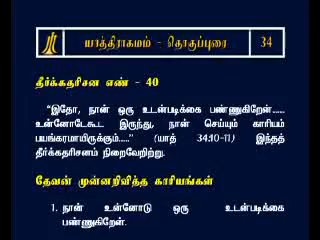 யாத்திராகமம் - தொகுப்புரை 34
தீர்க்கதரிசன எண் - 40
“இதோ, நான் ஒரு உடன்படிக்கை பண்ணுகிறேன்.....
உன்னோடேகூட இருந்து, நான் செய்யும் காரியம்
பயங்கரமாயிருக்கும்.....” (யாத் 34:10-11) இந்தத்
தீர்க்கதரிசனம் நிறைவேறிற்று.
தேவன் முன்னறிவித்த காரியங்கள்
1. நான் உன்னோடு ஒரு உடன்படிக்கை
பண்ணுகிறேன்.